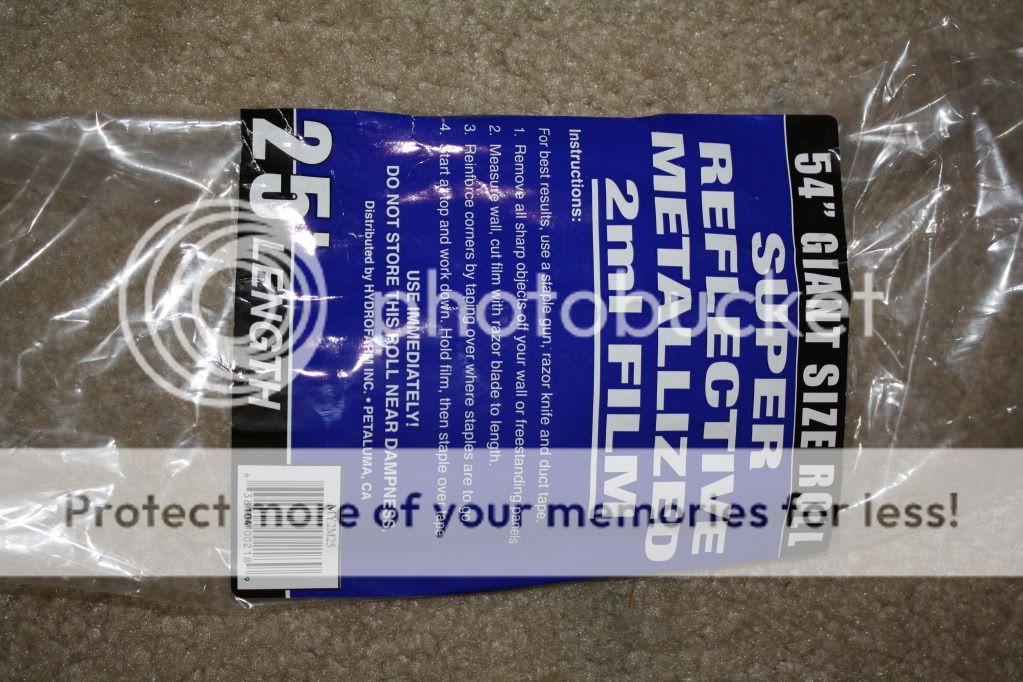 54" GIANT SIZE ROLL
SUPER
REFLECTIVE
METALLIZED
2ml FILM
Instructions:
For best results, use a staple gun, razor knife and duct tape.
1. Remove all sharp objects off your wall or freestanding panels
2. Measure wall, cut film with razor blade to length.
3. Reinforce corners by taping over where staples are to go.
4. Start at top and work down. Hold film, then staple over tape
USE IMMEDIATELY!
DO NOT STORE THIS ROLL NEAR DAMPNESS.
Distributed by HYDROFARM INC. • PETALUMA, CA
25' LENGTH
MY2M25
photobucket
Protect more of your memories for less!